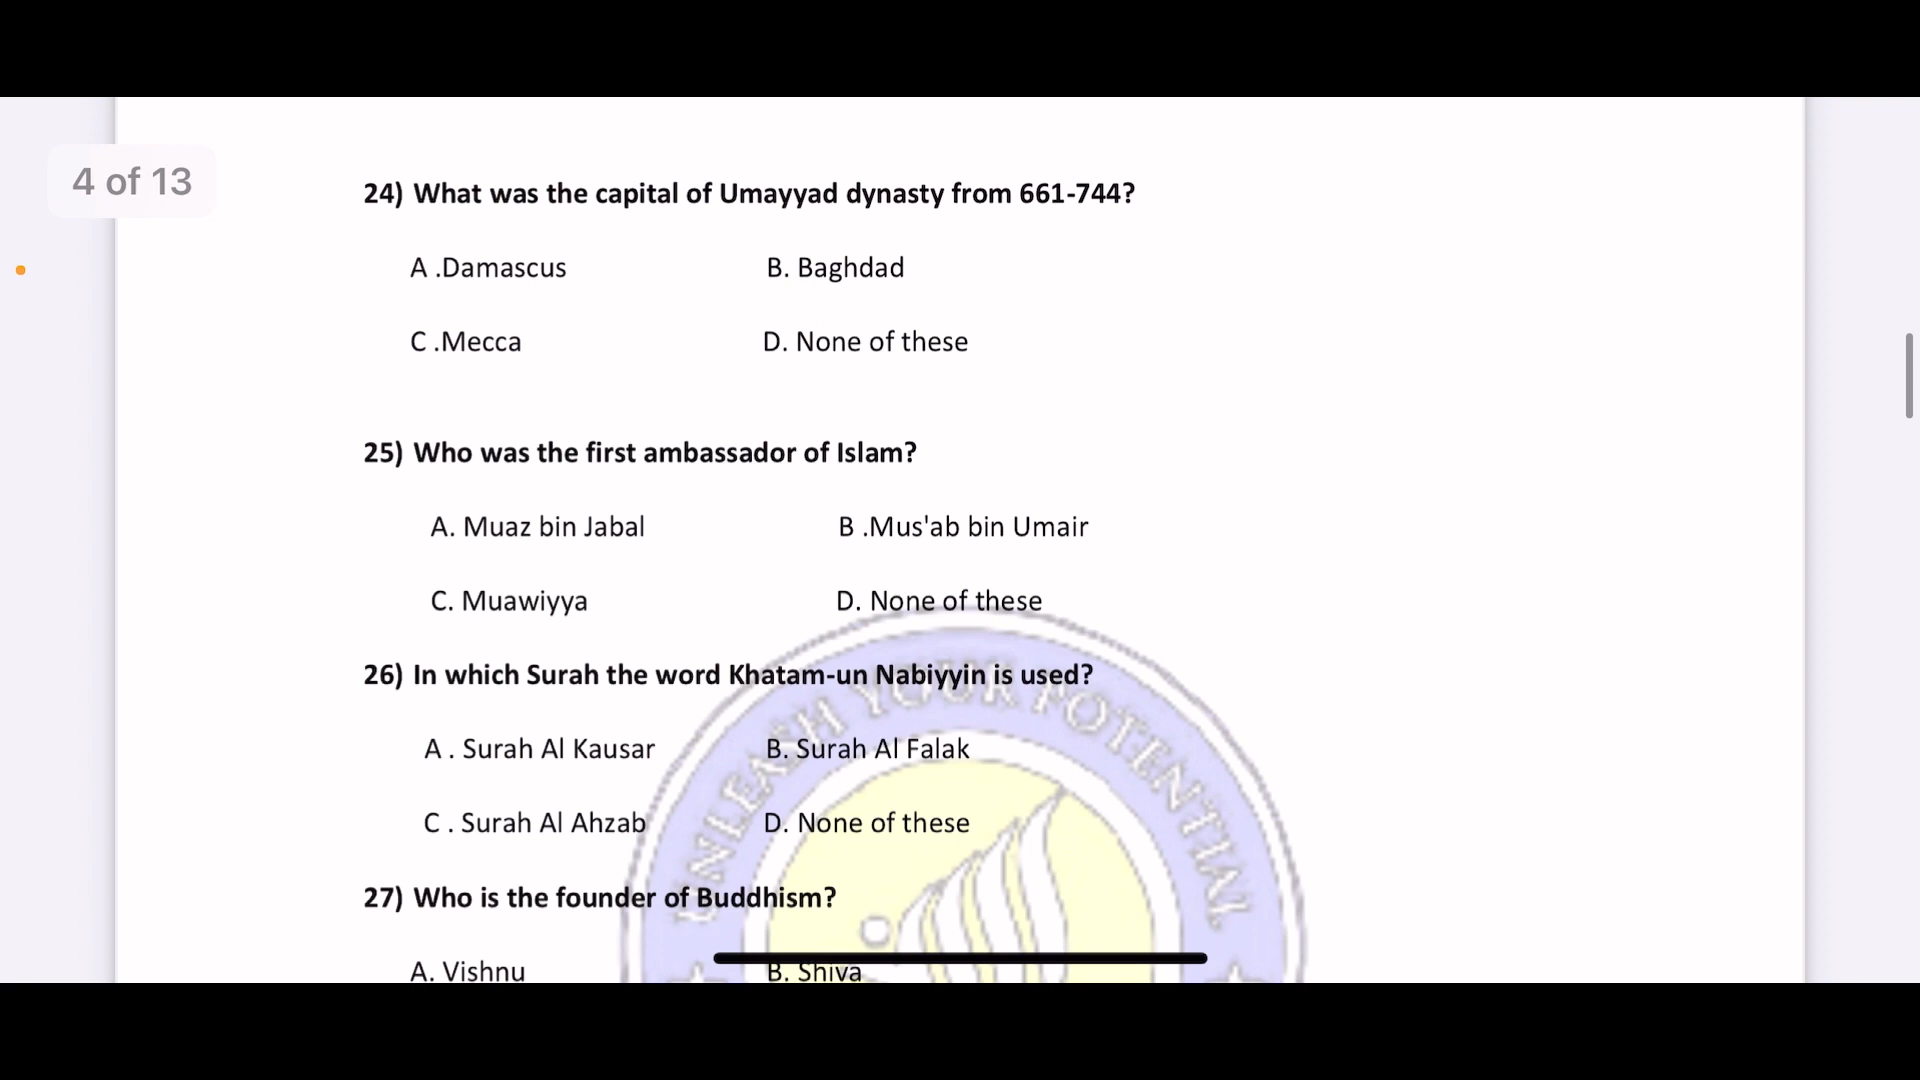 4 of 13
24) What was the capital of Umayyad dynasty from 661-744?
A .Damascus B. Baghdad
C .Mecca D. None of these
25) Who was the first ambassador of Islam?
A. Muaz bin Jabal B .Mus'ab bin Umair
C. Muawiyya D. None of these
26) In which Surah the word Khatam-un Nabiyyin is used?
A . Surah Al Kausar B. Surah Al Falak
C . Surah Al Ahzab D. None of these
27) Who is the founder of Buddhism?
A. Vishnu B. Shiva
UNLEASH YOUR POTENTIAL